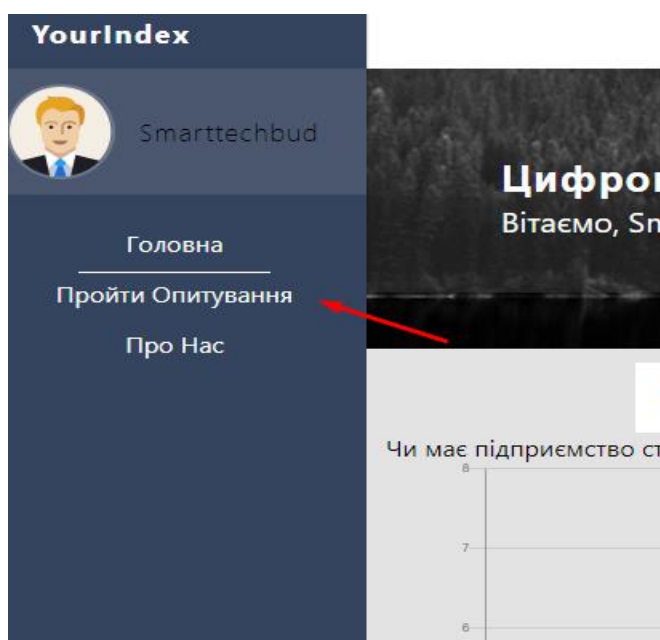 YourIndex
Smarttechbud
Головна
Пройти Опитування
Про Нас
Вітаємо,
Чи має підприємство
8
7
6